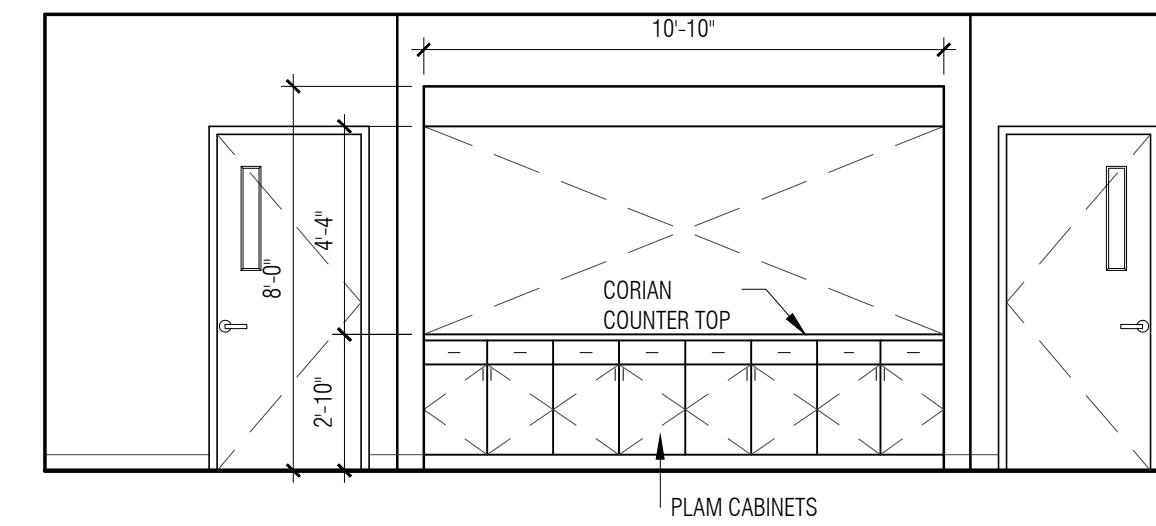 10'-10"
4'-4"
8'-0"
CORIAN
COUNTER TOP
2'-10"
PLAM CABINETS